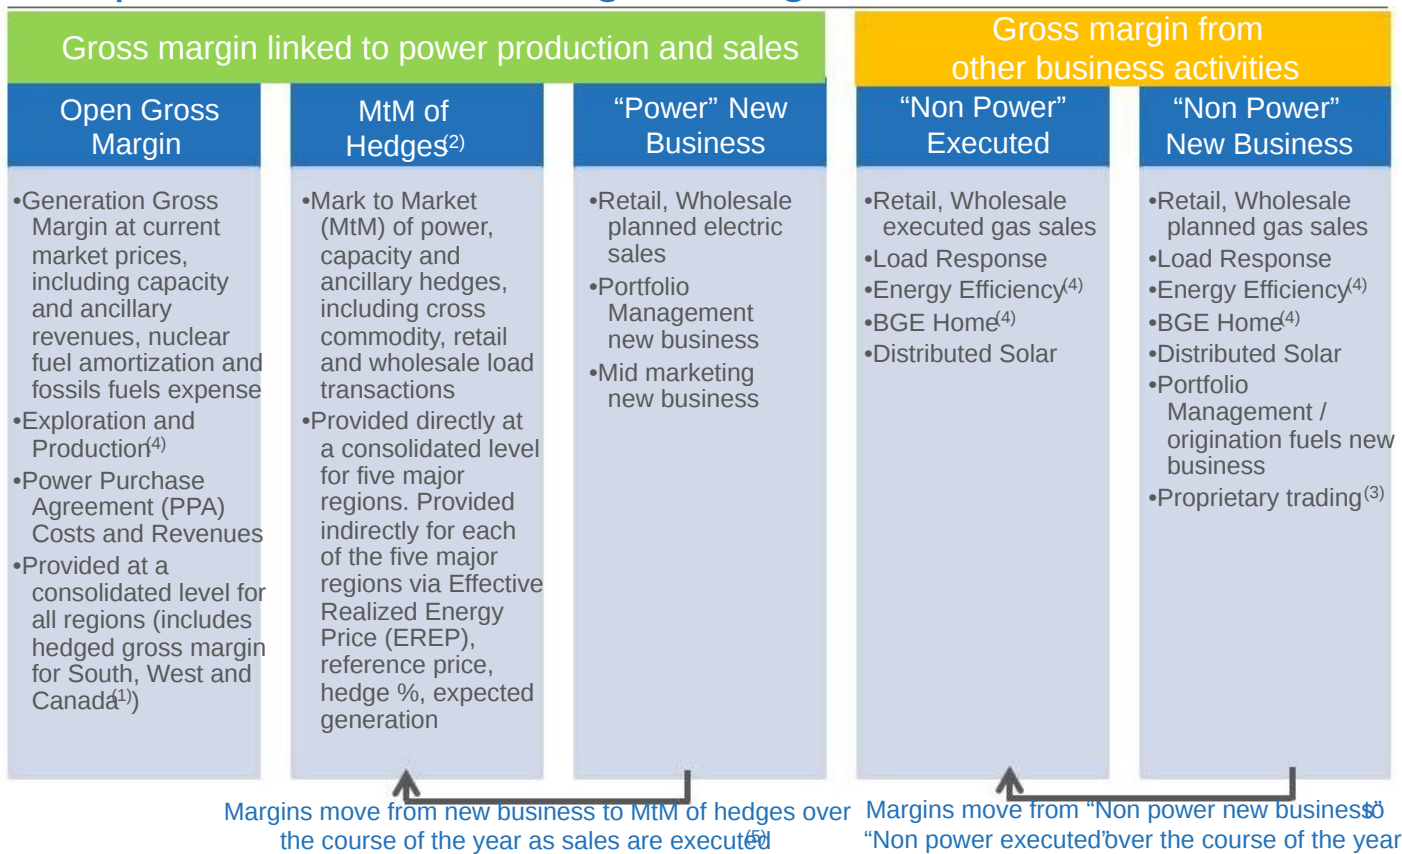 Gross margin linked to power production and sales
Gross margin from
other business activities
Open Gross
Margin
•Generation Gross
Margin at current
market prices,
including capacity
and ancillary
revenues, nuclear
fuel amortization and
fossils fuels expense
•Exploration and
Production(4)
•Power Purchase
Agreement (PPA)
Costs and Revenues
•Provided at a
consolidated level for
all regions (includes
hedged gross margin
for South, West and
Canada(1))
MtM of
Hedges(2)
•Mark to Market
(MtM) of power,
capacity and
ancillary hedges,
including cross
commodity, retail
and wholesale load
transactions
•Provided directly at
a consolidated level
for five major
regions. Provided
indirectly for each
of the five major
regions via Effective
Realized Energy
Price (EREP),
reference price,
hedge %, expected
generation
“Power” New
Business
•Retail, Wholesale
planned electric
sales
•Portfolio
Management
new business
•Mid marketing
new business
“Non Power”
Executed
•Retail, Wholesale
executed gas sales
•Load Response
•Energy Efficiency(4)
•BGE Home(4)
•Distributed Solar
“Non Power”
New Business
•Retail, Wholesale
planned gas sales
•Load Response
•Energy Efficiency(4)
•BGE Home(4)
•Distributed Solar
•Portfolio
Management /
origination fuels new
business
•Proprietary trading(3)
Margins move from new business to MtM of hedges over
the course of the year as sales are executed(5)
Margins move from “Non power new business” to
“Non power executed” over the course of the year